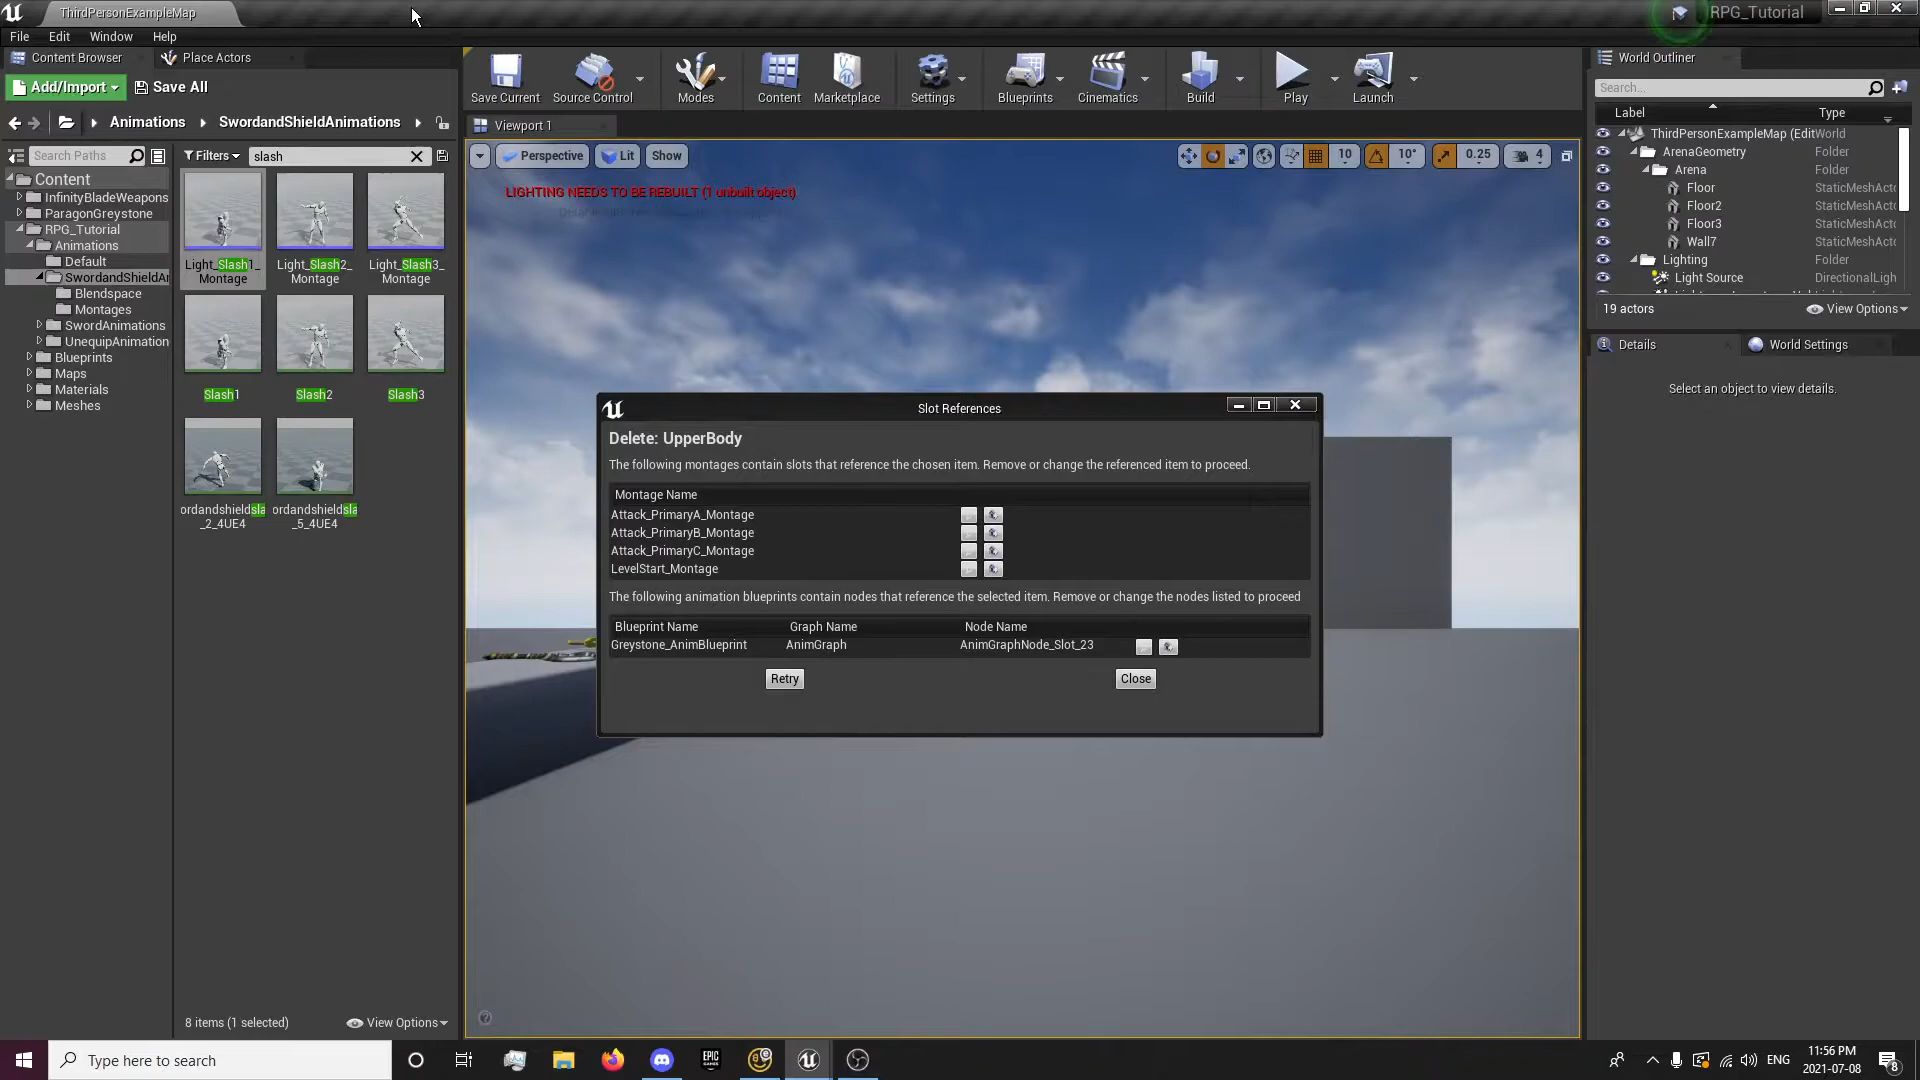 ThirdPersonExampleMap
RPG_Tutorial
File Edit Window Help
Content Browser Place Actors
Add/Import Save All
Animations SwordandShieldAnimations
Search Paths Filters slash
Content
InfinityBladeWeapons
ParagonGreystone
RPG_Tutorial
Animations
Default
SwordandShieldAr
Blendspace
Montages
SwordAnimations
UnequipAnimation
Blueprints
Maps
Materials
Meshes
Light_Slash1_
Montage
Light_Slash2_
Montage
Light_Slash3_
Montage
Slash1 Slash2 Slash3
ordandshieldsla
_2_4UE4
ordandshieldsla
_5_4UE4
8 items (1 selected) View Options
Save Current Source Control Modes Content Marketplace Settings Blueprints Cinematics Build Play Launch
Viewport 1
Perspective Lit Show 10 10° 0.25 4
LIGHTING NEEDS TO BE REBUILT (1 unbuilt object)
Slot References
Delete: UpperBody
The following montages contain slots that reference the chosen item. Remove or change the referenced item to proceed.
Montage Name
Attack_PrimaryA_Montage
Attack_PrimaryB_Montage
Attack_PrimaryC_Montage
LevelStart_Montage
The following animation blueprints contain nodes that reference the selected item. Remove or change the nodes listed to proceed
Blueprint Name Graph Name Node Name
Greystone_AnimBlueprint AnimGraph AnimGraphNode_Slot_23
Retry Close
World Outliner
Search...
Label Type
ThirdPersonExampleMap (Edit World
ArenaGeometry Folder
Arena Folder
Floor StaticMeshActo
Floor2 StaticMeshActo
Floor3 StaticMeshActo
Wall7 StaticMeshActo
Lighting Folder
Light Source DirectionalLigh
19 actors View Options
Details World Settings
Select an object to view details.
Type here to search
EPIC
GAMES
ENG
11:56 PM
2021-07-08
8